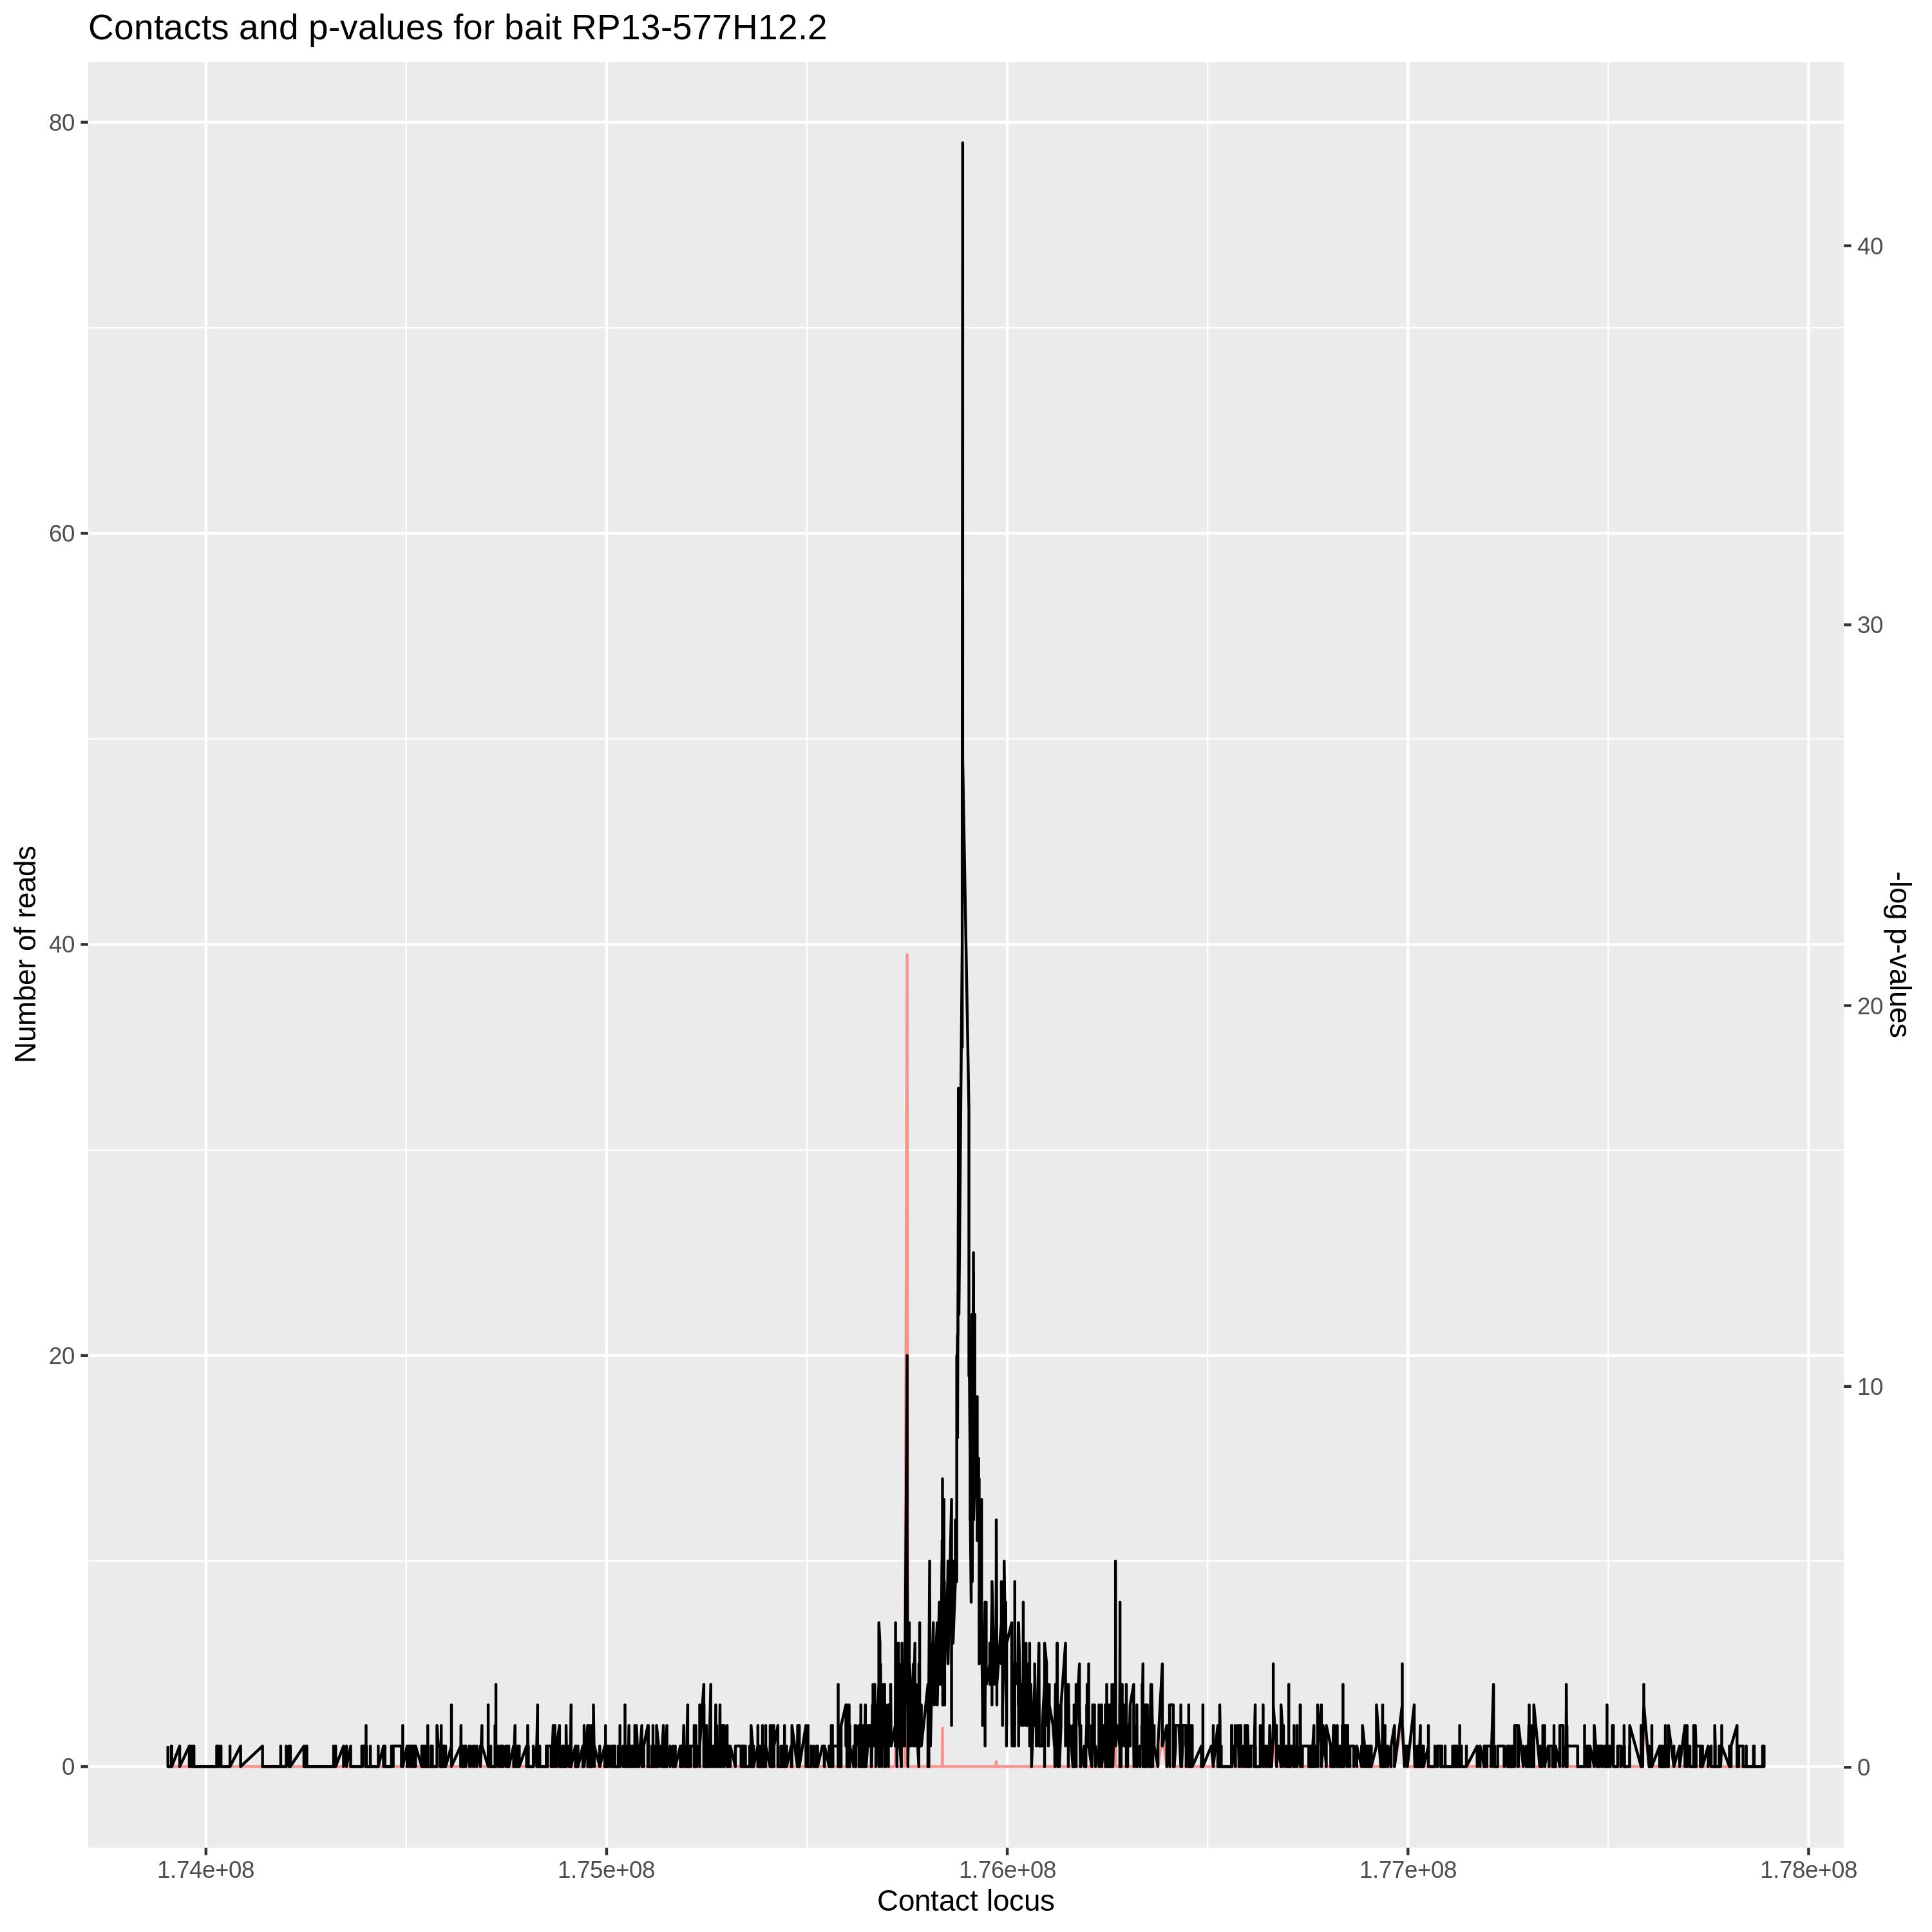 Contacts and p-values for bait RP13-577H12.2
80
60
40
20
0
Number of reads
40
30
20
10
0
-log p-values
1.74e+08
1.75e+08
1.76e+08
1.77e+08
1.78e+08
Contact locus